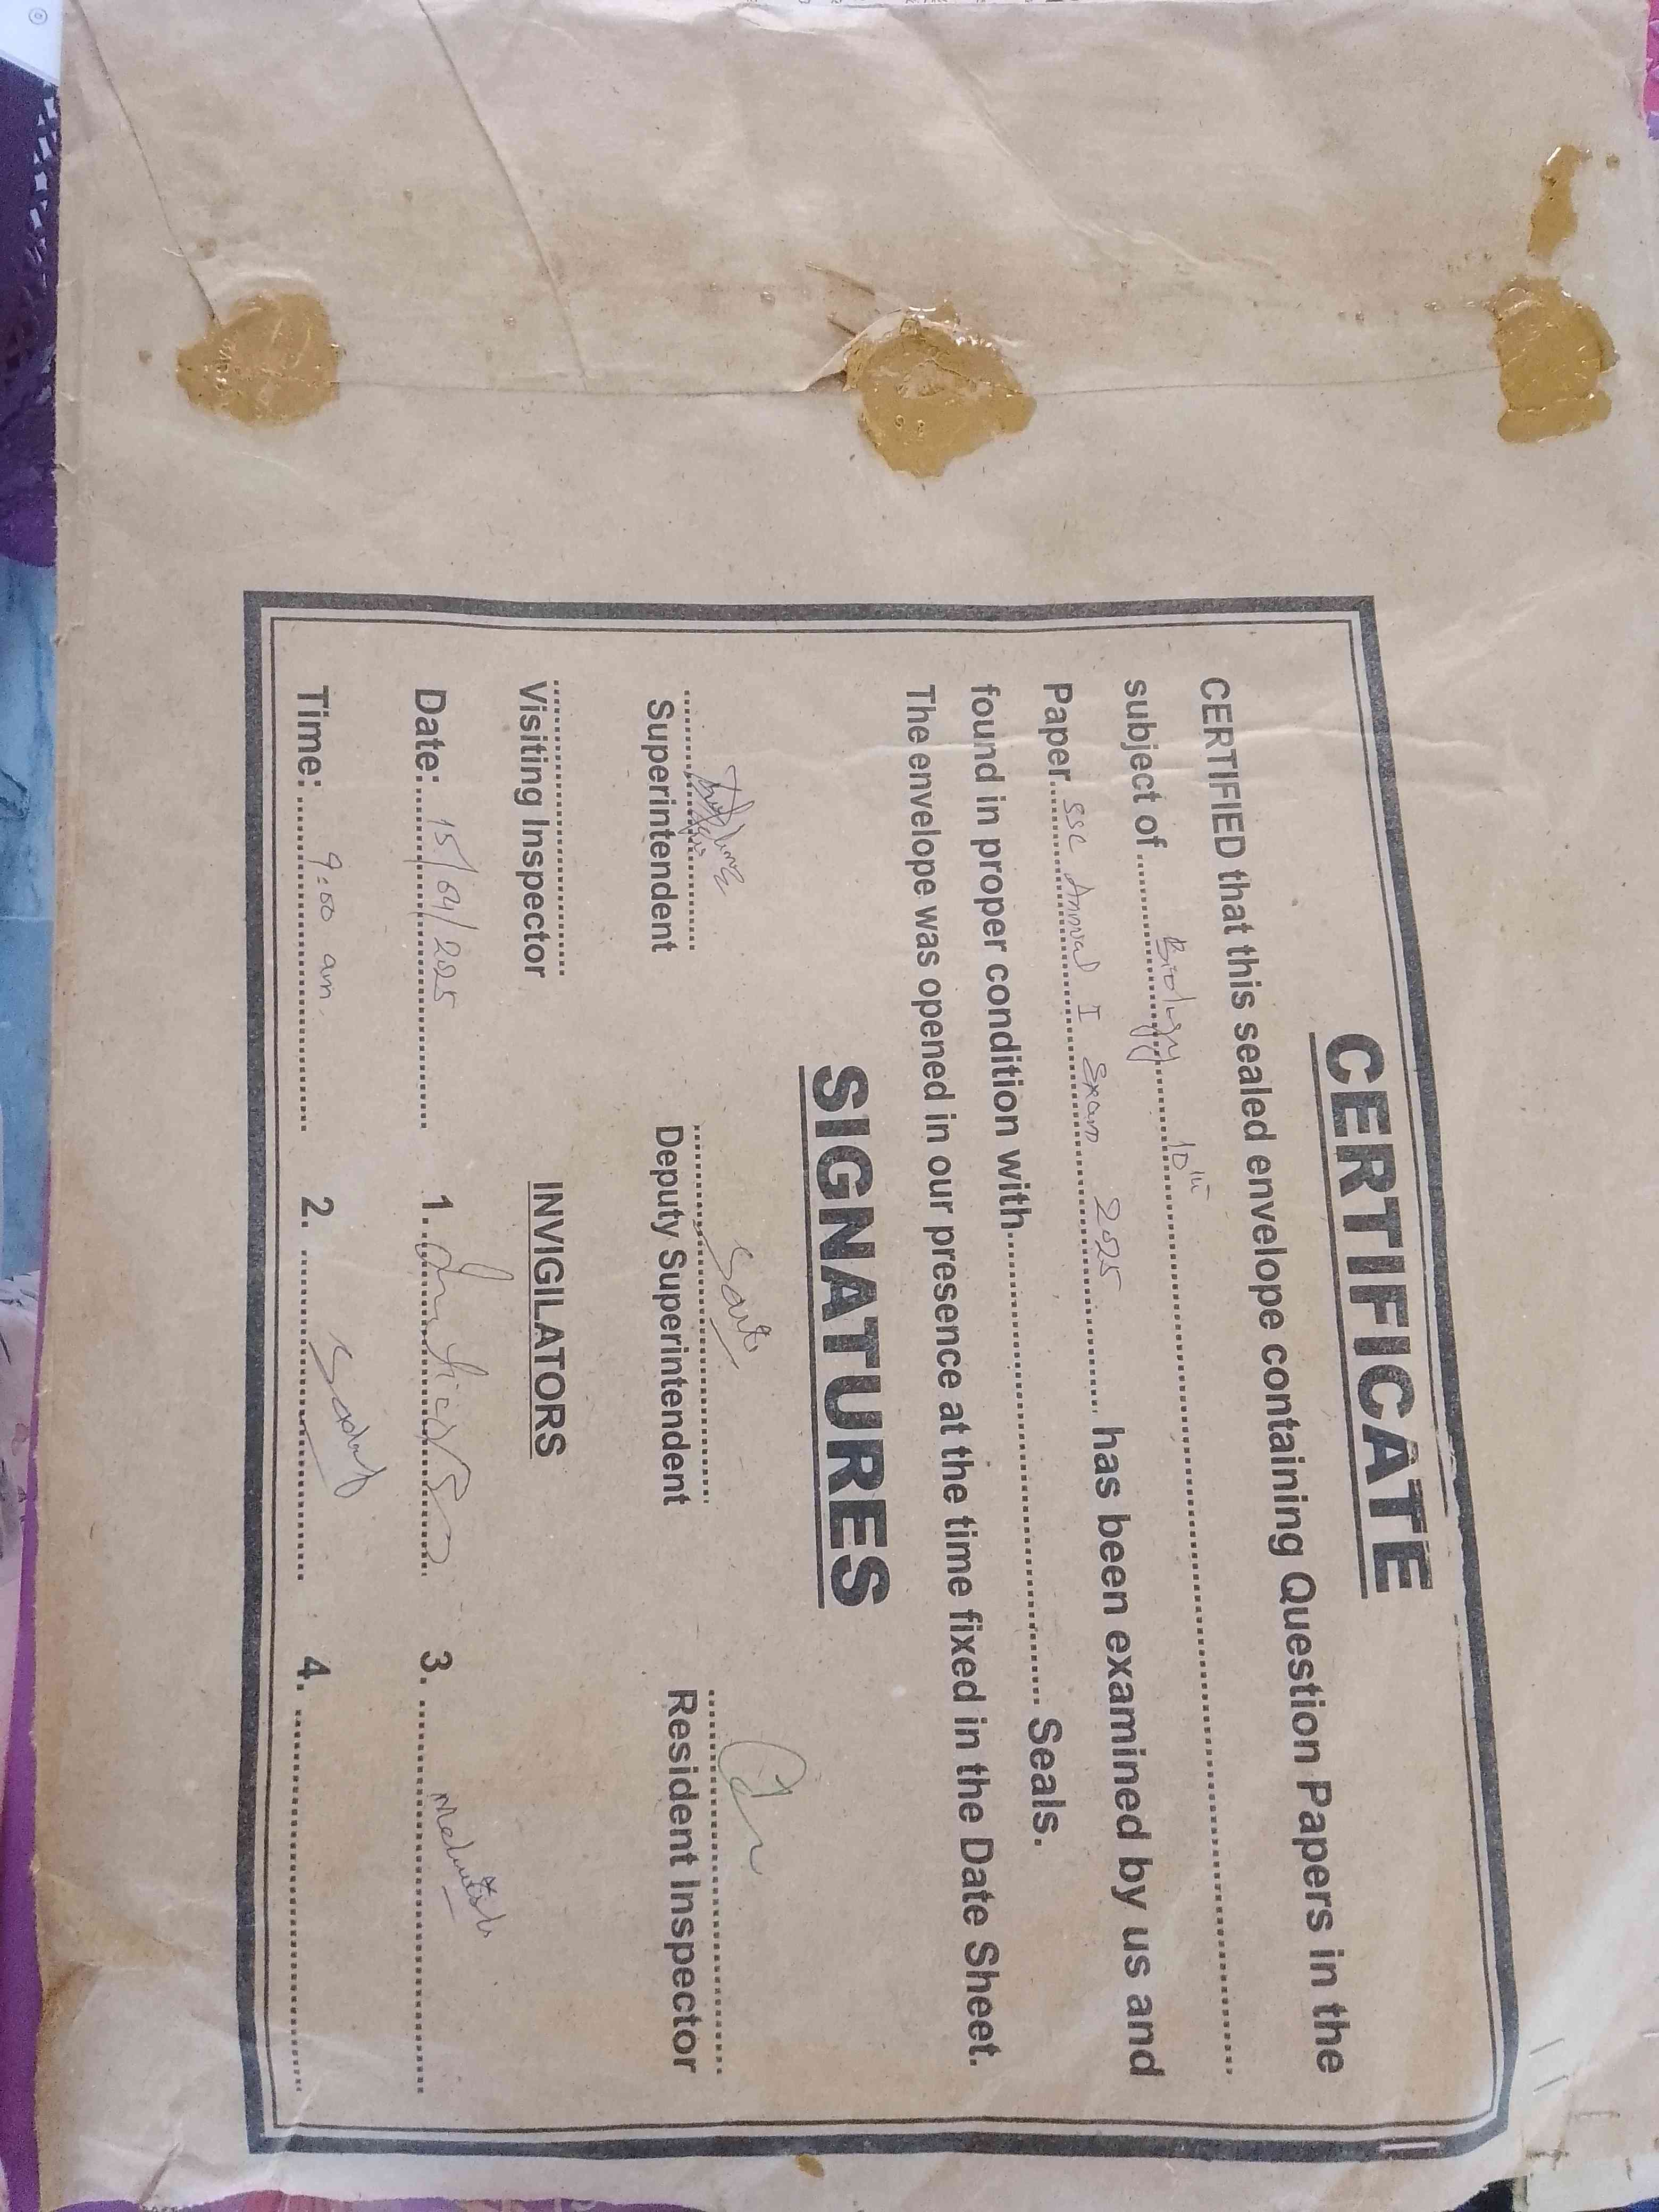 CERTIFICATE
CERTIFIED that this sealed envelope containing Question Papers in the
subject of.......... Biology 10th ..........
Paper... SSC Annual I Exam 2025 ........... has been examined by us and
found in proper condition with.......................................... Seals.
The envelope was opened in our presence at the time fixed in the Date Sheet.
SIGNATURES
Superintendent Deputy Superintendent Resident Inspector
Visiting Inspector
INVIGILATORS
Date: 15/04/2025 1. 3.
Time: 9:00 am. 2. 4.